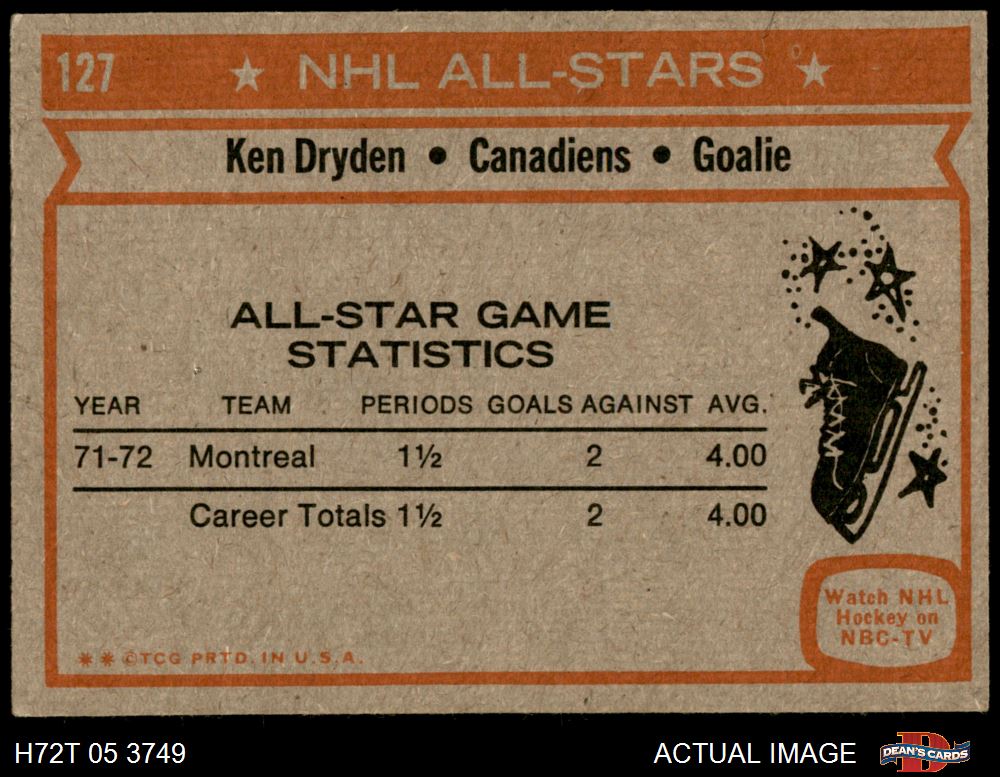 127 ★ NHL ALL-STARS ★
Ken Dryden • Canadiens • Goalie
ALL-STAR GAME
STATISTICS
YEAR TEAM PERIODS GOALS AGAINST AVG.
71-72 Montreal 1½ 2 4.00
Career Totals 1½ 2 4.00
Watch NHL
Hockey on
NBC-TV
✷ ✷ ©TCG PRTD. IN U.S.A.
H72T 05 3749 ACTUAL IMAGE DEAN'S CARDS